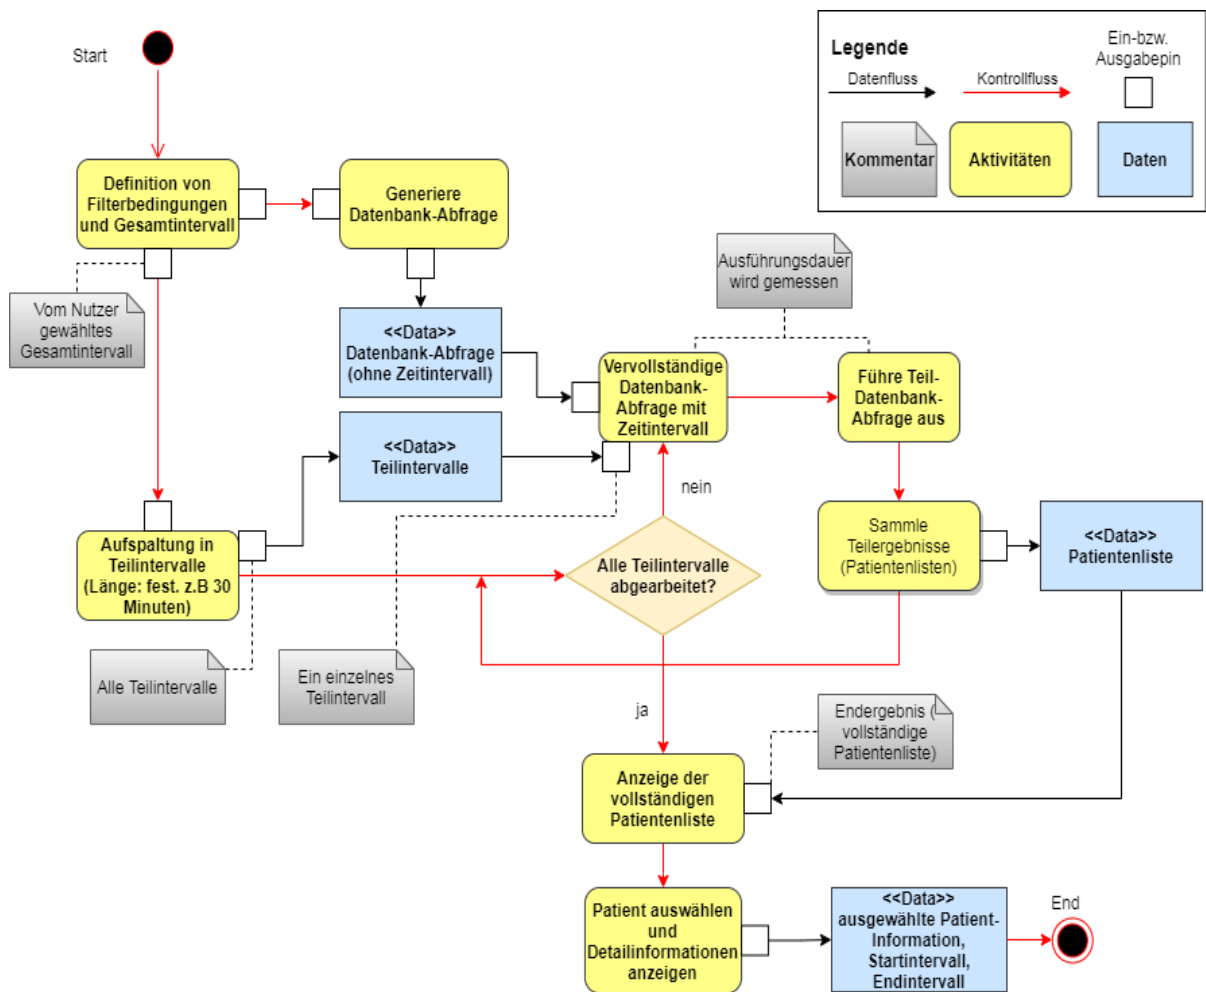 Start
Legende
Datenfluss
Kontrollfluss
Ein-bzw.
Ausgabepin
Kommentar
Aktivitäten
Daten
Definition von
Filterbedingungen
und Gesamtintervall
Generiere
Datenbank-Abfrage
Vom Nutzer
gewähltes
Gesamtintervall
<<Data>>
Datenbank-Abfrage
(ohne Zeitintervall)
Ausführungsdauer
wird gemessen
Vervollständige
Datenbank-
Abfrage mit
Zeitintervall
Führe Teil-
Datenbank-
Abfrage aus
<<Data>>
Teilintervalle
nein
Aufspaltung in
Teilintervalle
(Länge: fest. z.B 30
Minuten)
Alle Teilintervalle
abgearbeitet?
Sammle
Teilergebnisse
(Patientenlisten)
<<Data>>
Patientenliste
Alle Teilintervalle
Ein einzelnes
Teilintervall
ja
Endergebnis (
vollständige
Patientenliste)
Anzeige der
vollständigen
Patientenliste
Patient auswählen
und
Detailinformationen
anzeigen
<<Data>>
ausgewählte Patient-
Information,
Startintervall,
Endintervall
End